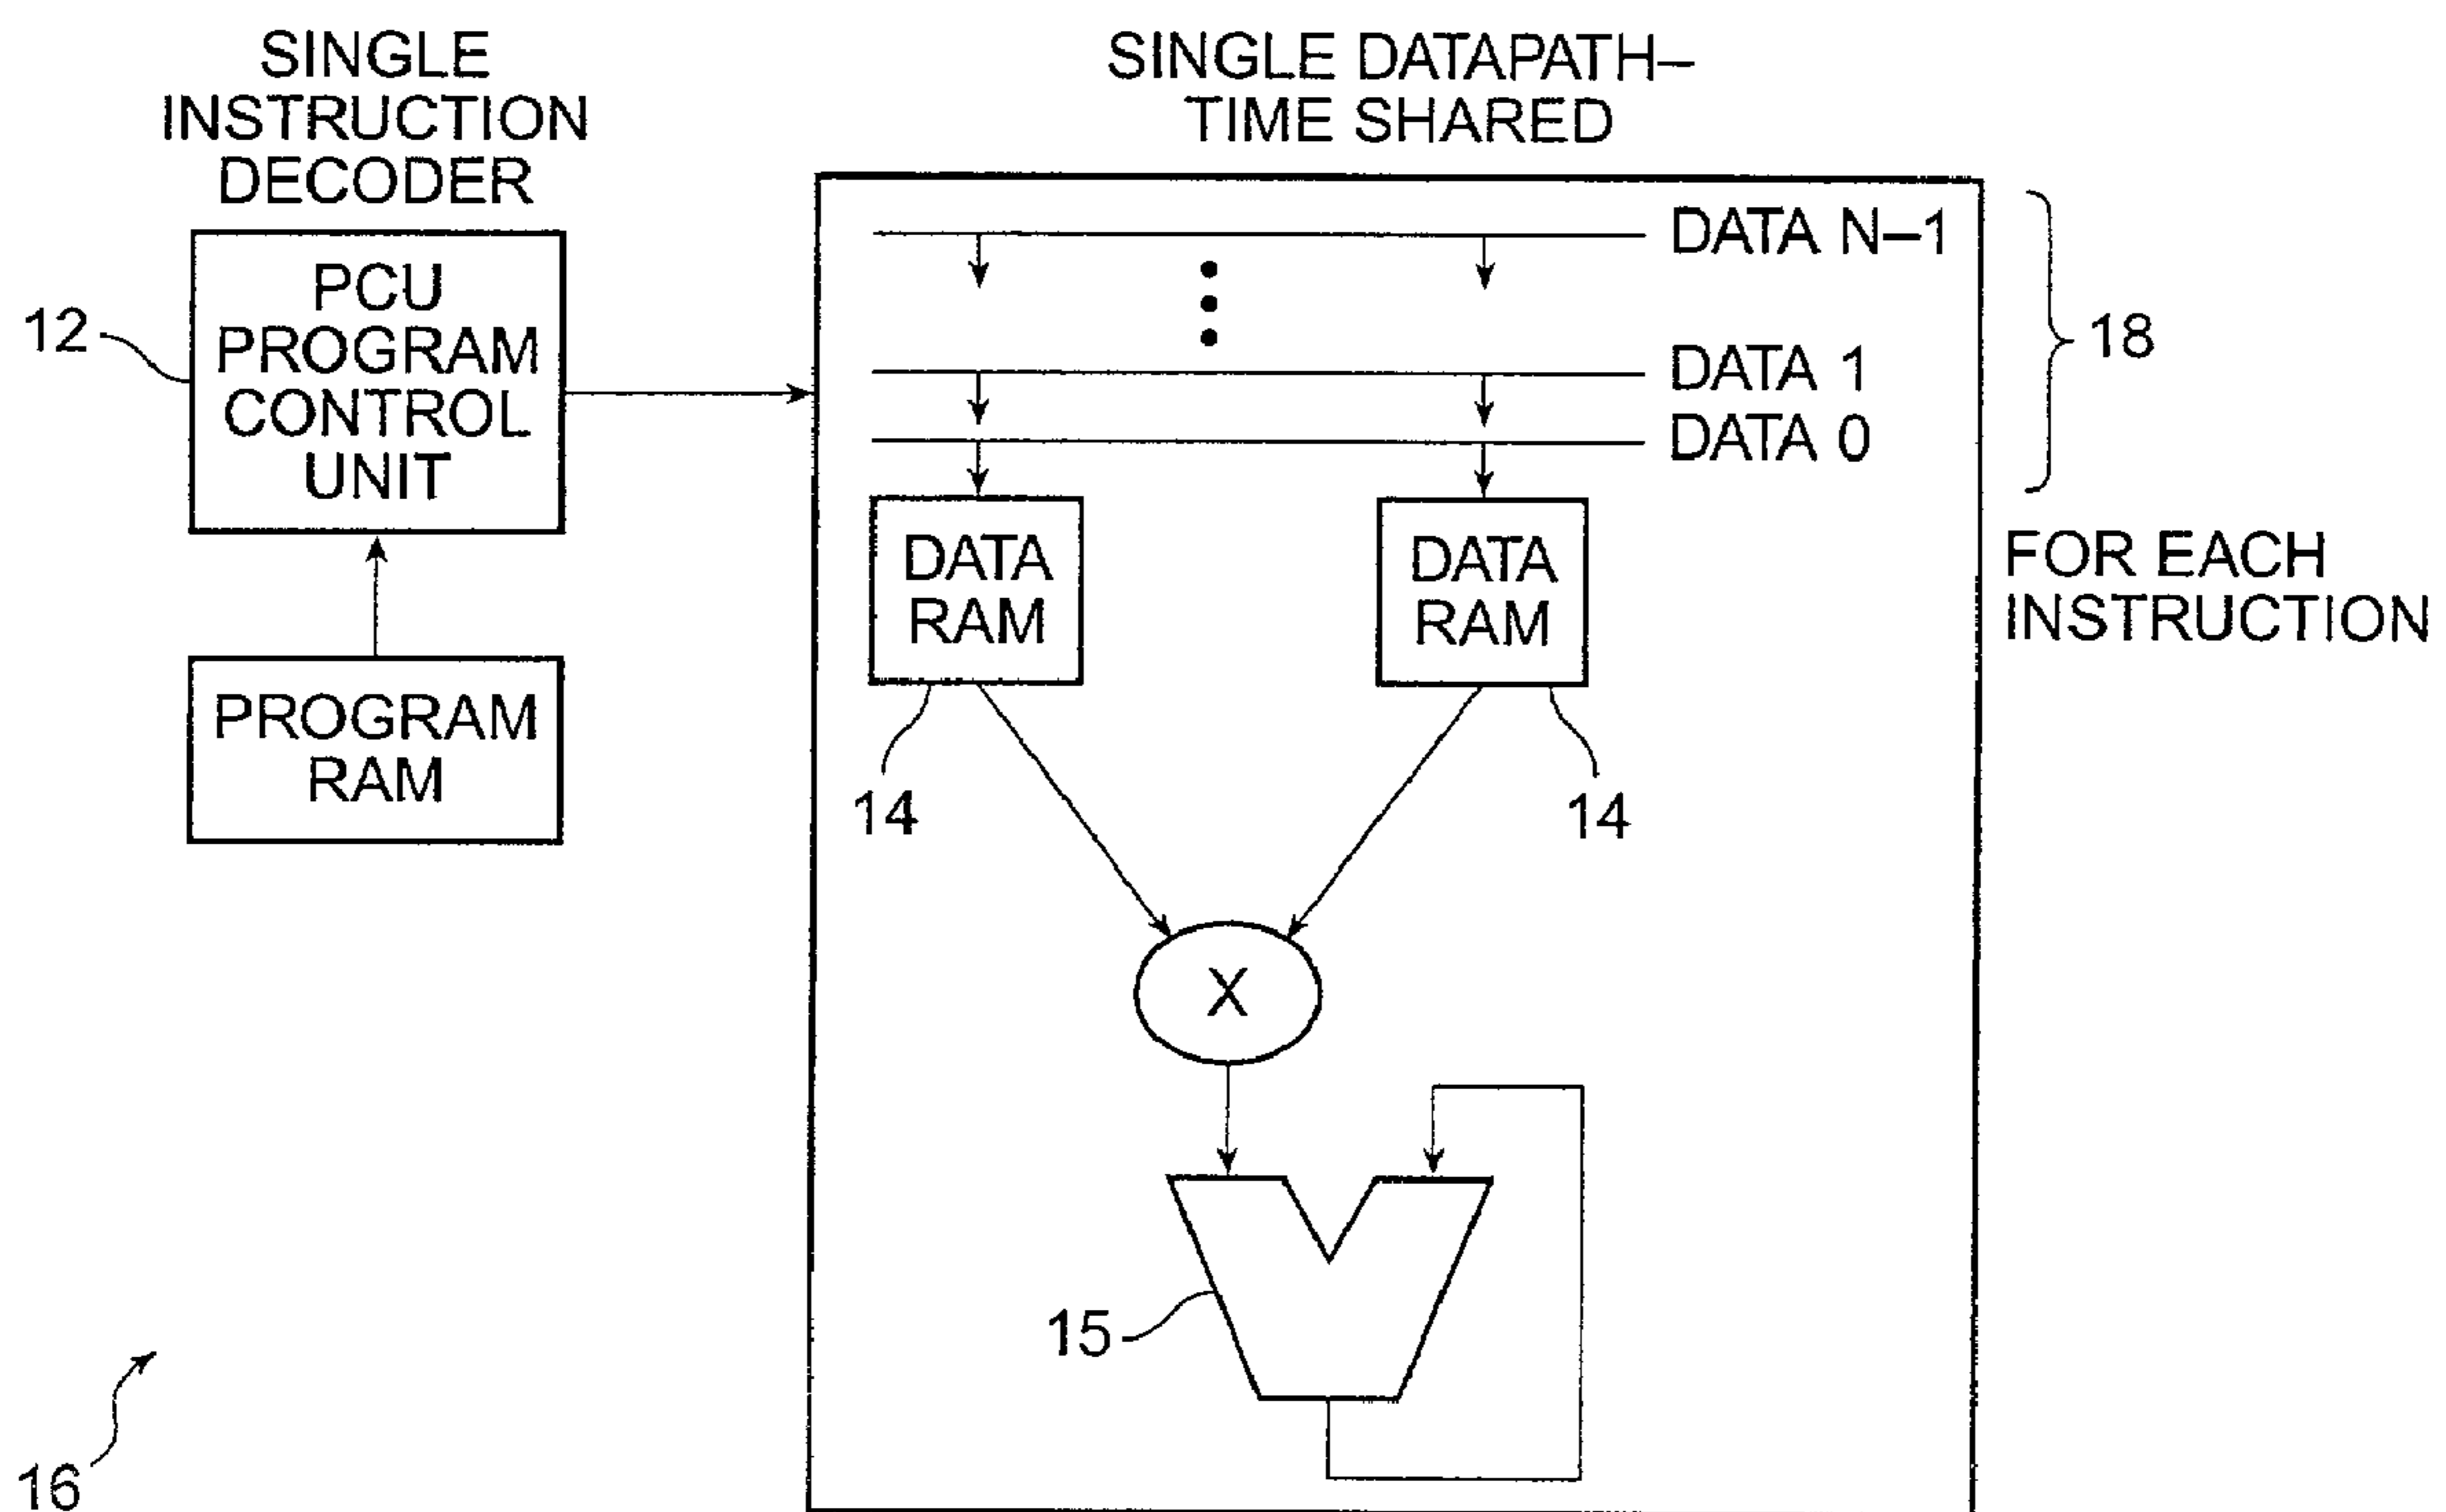 SINGLE
INSTRUCTION
DECODER
PCU
PROGRAM
CONTROL
UNIT
12
PROGRAM
RAM
16
SINGLE DATAPATH–
TIME SHARED
DATA N–1
DATA 1
DATA 0
18
FOR EACH
INSTRUCTION
DATA
RAM
14
DATA
RAM
14
X
15